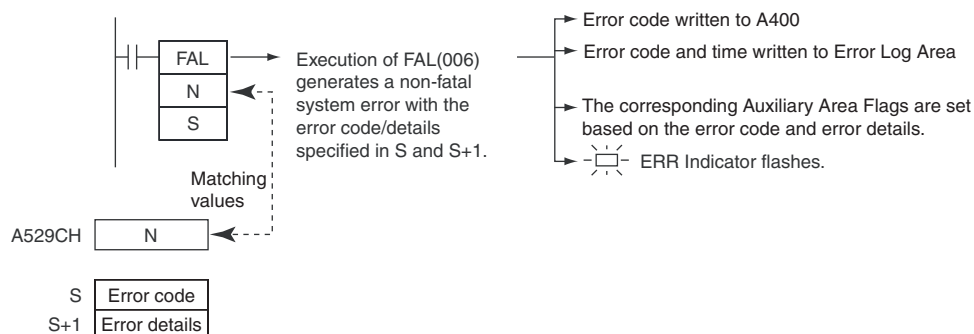 FAL
N
S
Execution of FAL(006)
generates a non-fatal
system error with the
error code/details
specified in S and S+1.
Error code written to A400
Error code and time written to Error Log Area
The corresponding Auxiliary Area Flags are set
based on the error code and error details.
ERR Indicator flashes.
Matching
values
A529CH N
S Error code
S+1 Error details